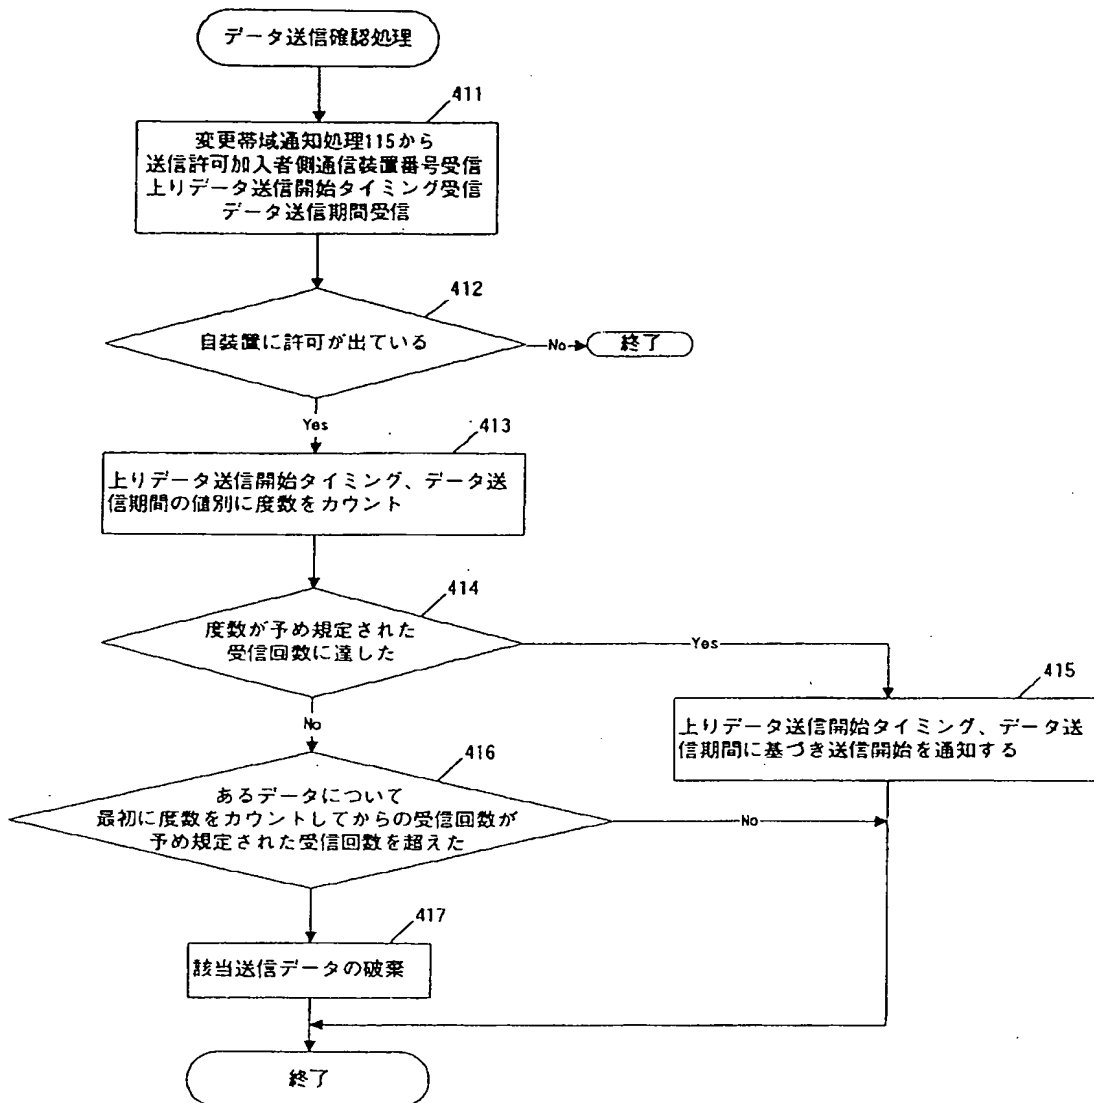 データ送信確認処理
411
変更帯域通知処理115から
送信許可加入者側通信装置番号受信
上りデータ送信開始タイミング受信
データ送信期間受信
412
自装置に許可が出ている
No
終了
Yes
413
上りデータ送信開始タイミング、データ送
信期間の値別に度数をカウント
414
度数が予め規定された
受信回数に達した
Yes
415
上りデータ送信開始タイミング、データ送
信期間に基づき送信開始を通知する
No
416
あるデータについて
最初に度数をカウントしてからの受信回数が
予め規定された受信回数を超えた
No
417
該当送信データの破棄
終了